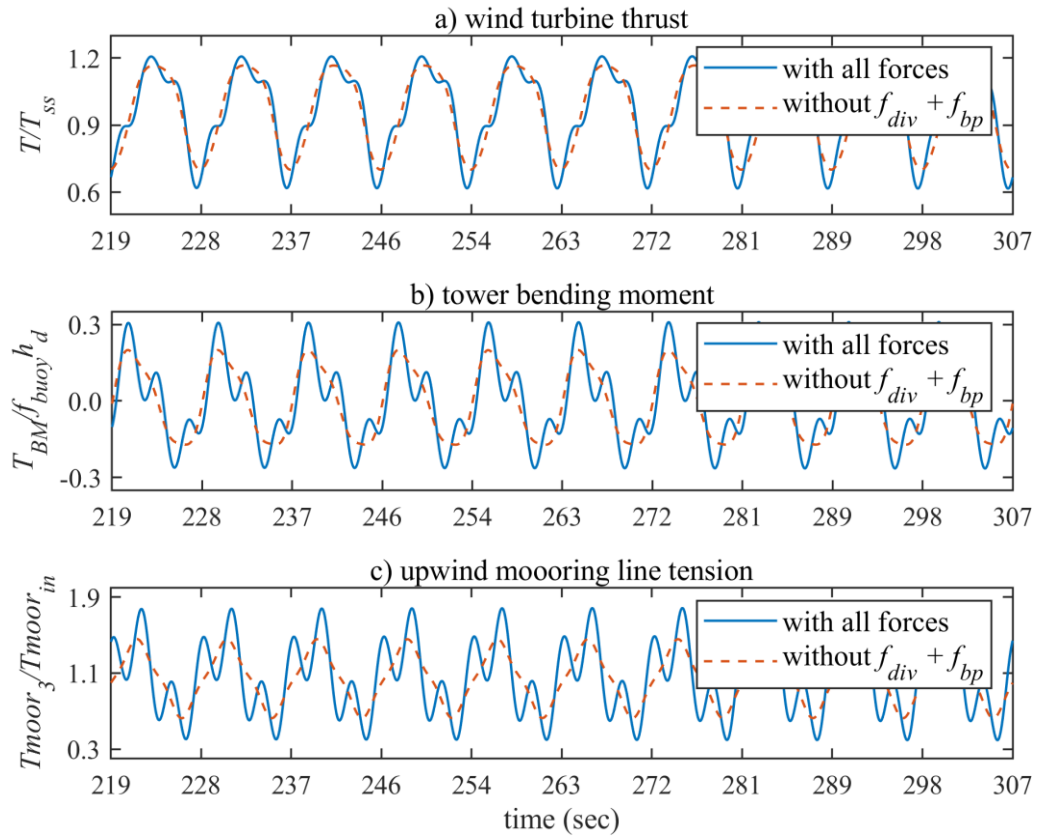 a) wind turbine thrust
T/T_ss
1.2
0.9
0.6
with all forces
without f_div + f_bp
219 228 237 246 254 263 272 281 289 298 307
b) tower bending moment
T_BM/f_buoy h_d
0.3
0.0
-0.3
with all forces
without f_div + f_bp
219 228 237 246 254 263 272 281 289 298 307
c) upwind moooring line tension
Tmoor_3/Tmoor_in
1.9
1.1
0.3
with all forces
without f_div + f_bp
219 228 237 246 254 263 272 281 289 298 307
time (sec)